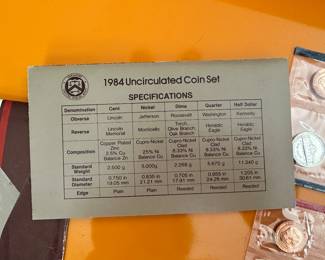 1984 Uncirculated Coin Set
SPECIFICATIONS
Denomination Cent Nickel Dime Quarter Half Dollar
Obverse Lincoln Jefferson Roosevelt Washington Kennedy
Reverse Lincoln Memorial Monticello Torch, Olive Branch, Oak Branch Heraldic Eagle Heraldic Eagle
Composition Copper Plated Zinc 2.5% Cu Balance Zn Cupro-Nickel 25% Ni Balance Cu Cupro-Nickel Clad 8.33% Ni Balance Cu Cupro-Nickel Clad 8.33% Ni Balance Cu Cupro-Nickel Clad 8.33% Ni Balance Cu
Standard Weight 2.500 g 5.000g 2.268 g 5.670 g 11.340 g
Standard Diameter 0.750 in 19.05 mm 0.835 in 21.21 mm 0.705 in 17.91 mm 0.955 in 24.26 mm 1.205 in 30.61 mm
Edge Plain Plain Reeded Reeded Reeded